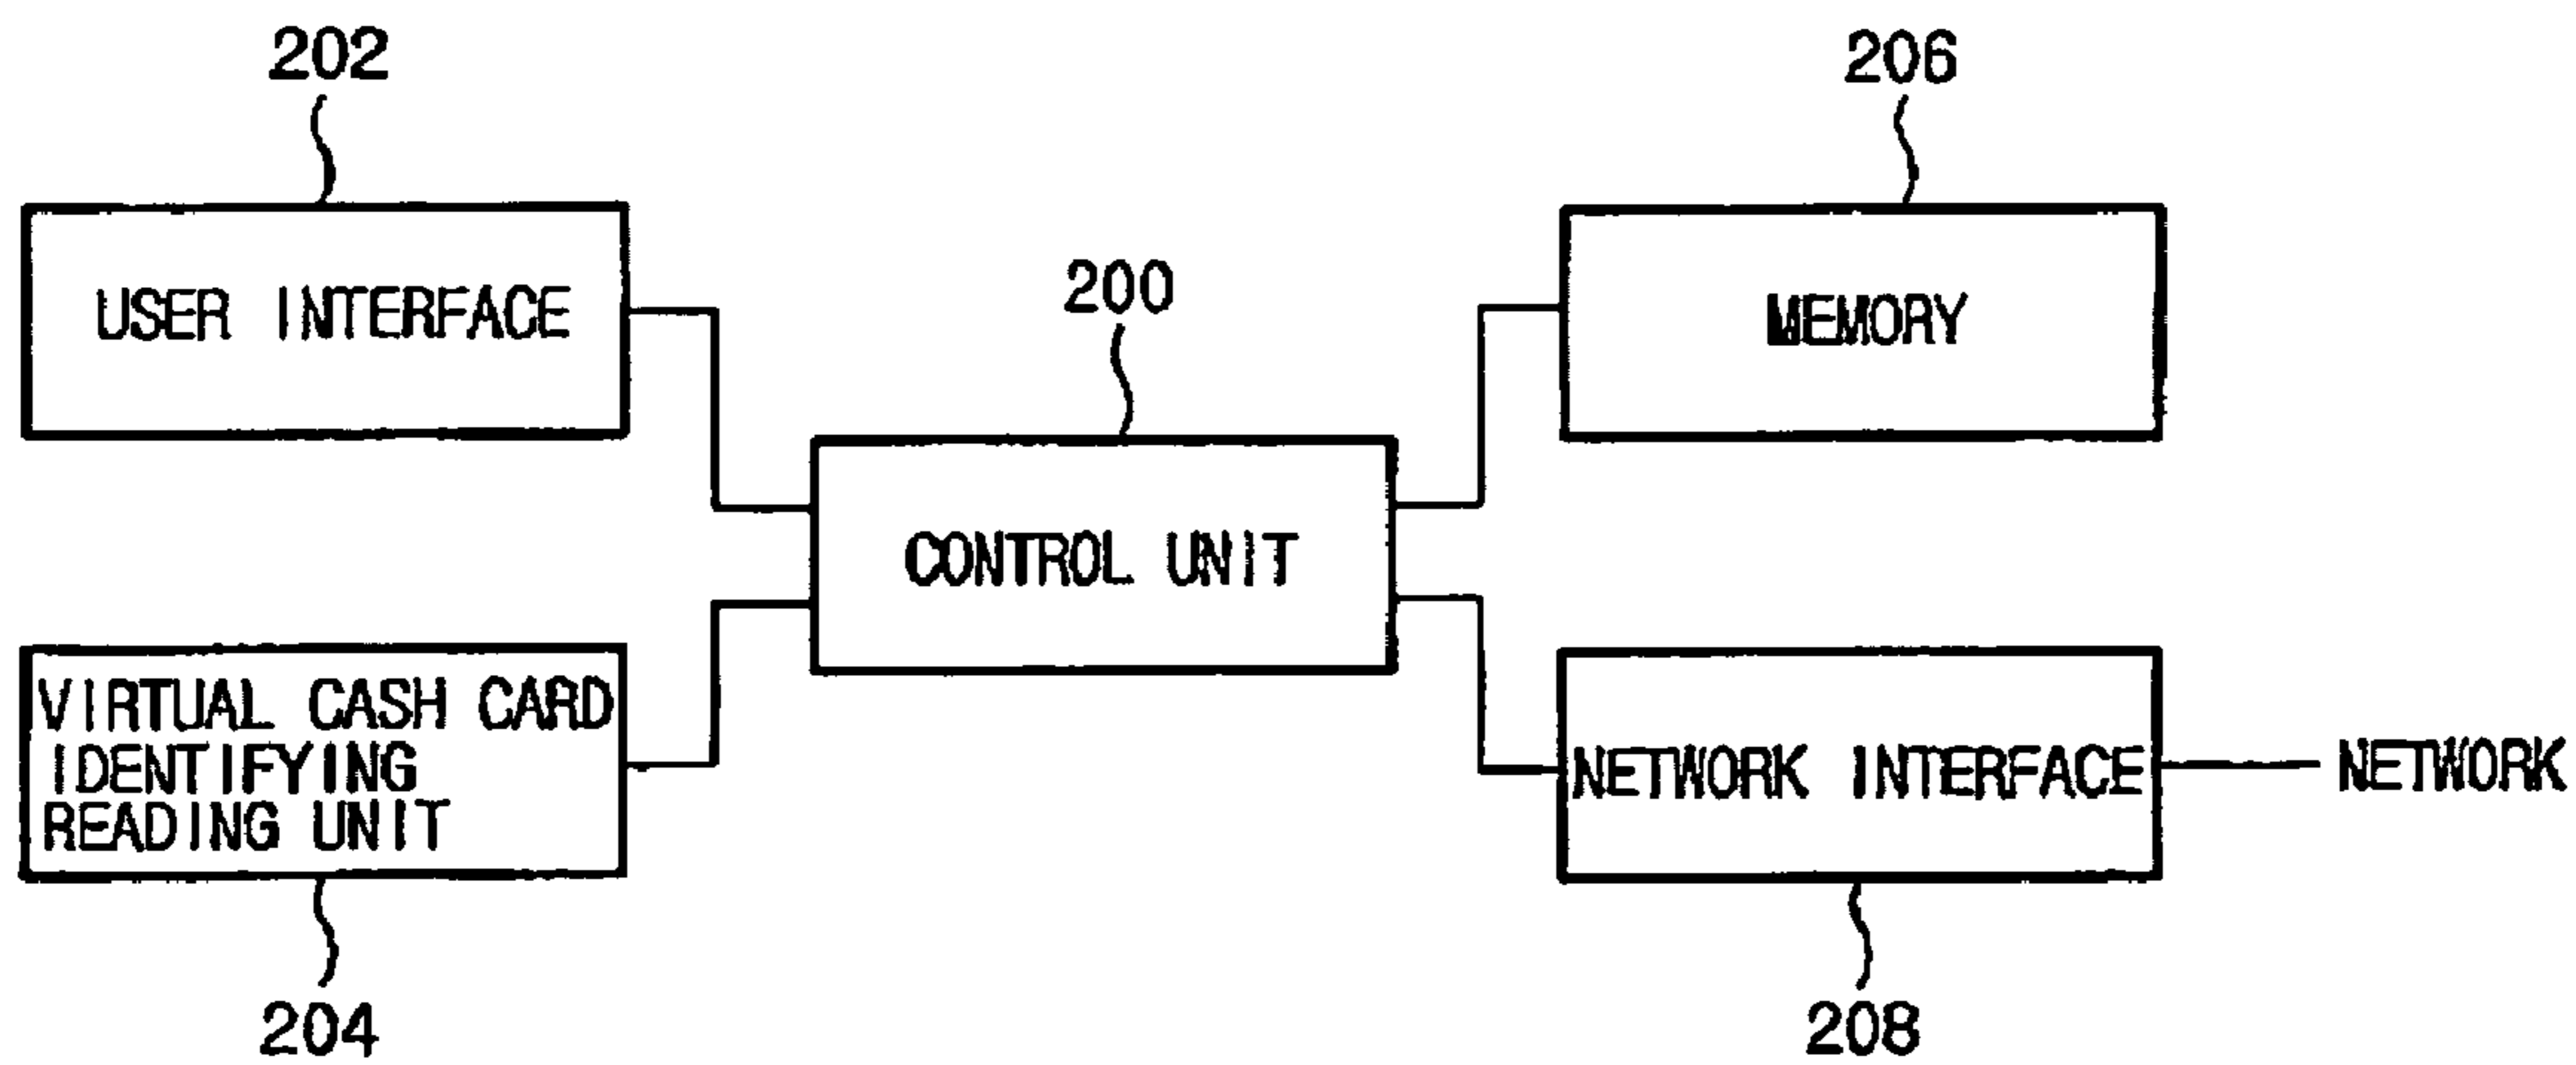 202
206
USER INTERFACE
200
MEMORY
CONTROL UNIT
VIRTUAL CASH CARD
IDENTIFYING
READING UNIT
NETWORK INTERFACE
NETWORK
204
208